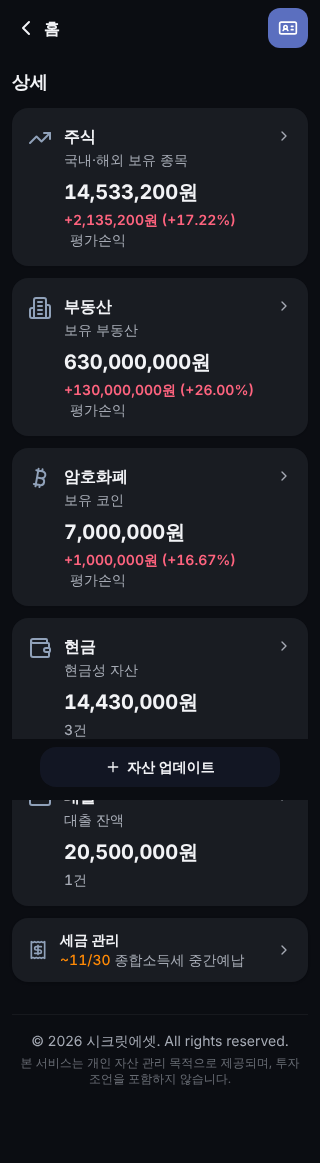 홈
상세
주식
국내·해외 보유 종목
14,533,200원
+2,135,200원 (+17.22%)
평가손익
부동산
보유 부동산
630,000,000원
+130,000,000원 (+26.00%)
평가손익
암호화폐
보유 코인
7,000,000원
+1,000,000원 (+16.67%)
평가손익
현금
현금성 자산
14,430,000원
3건
+ 자산 업데이트
대출 잔액
20,500,000원
1건
세금 관리
~11/30 종합소득세 중간예납
© 2026 시크릿에셋. All rights reserved.
본 서비스는 개인 자산 관리 목적으로 제공되며, 투자
조언을 포함하지 않습니다.